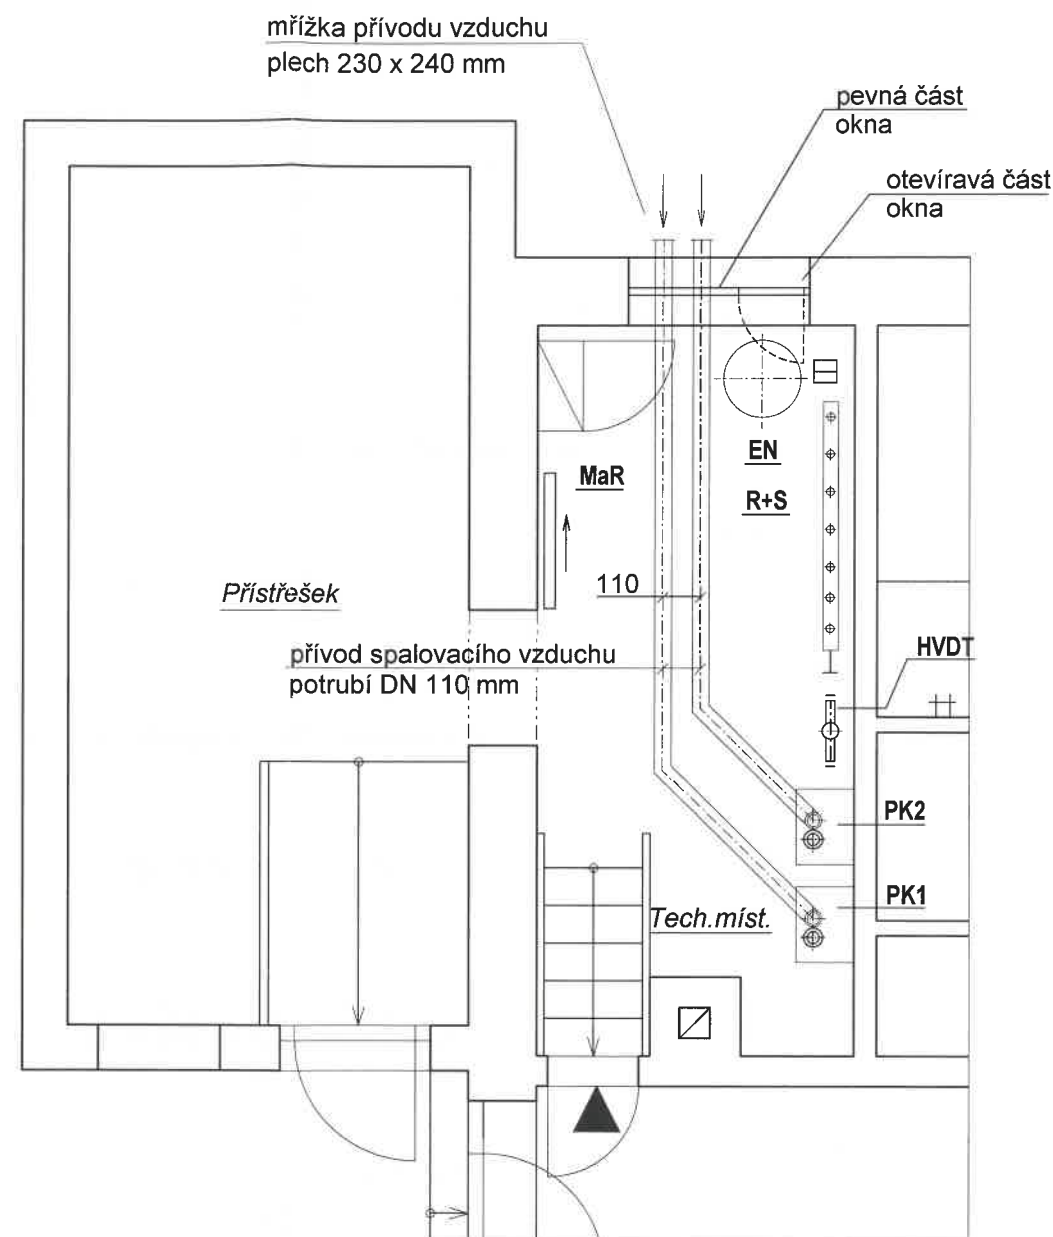 mřížka přívodu vzduchu
plech 230 x 240 mm
pevná část
okna
otevíravá část
okna
EN
MaR
R+S
110
Přístřešek
přívod spalovacího vzduchu
potrubí DN 110 mm
HVDT
PK2
PK1
Tech.míst.